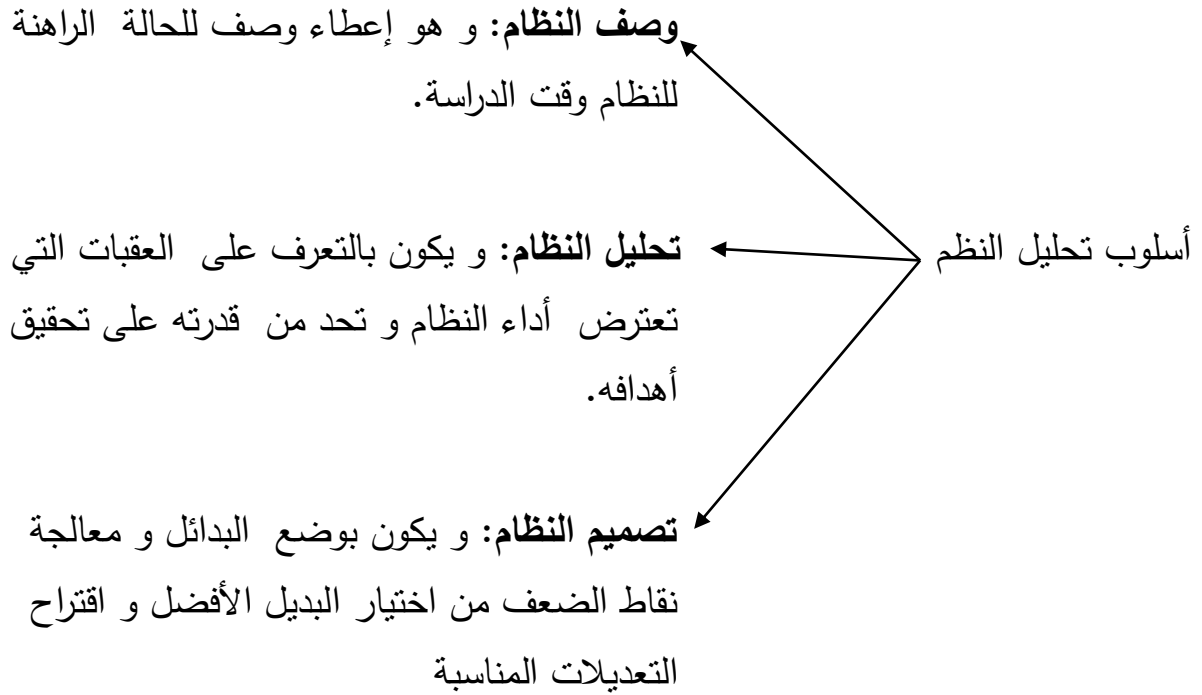 وصف النظام: و هو إعطاء وصف للحالة الراهنة
للنظام وقت الدراسة.
أسلوب تحليل النظم
تحليل النظام: و يكون بالتعرف على العقبات التي
تعترض أداء النظام و تحد من قدرته على تحقيق
أهدافه.
تصميم النظام: و يكون بوضع البدائل و معالجة
نقاط الضعف من اختيار البديل الأفضل و اقتراح
التعديلات المناسبة